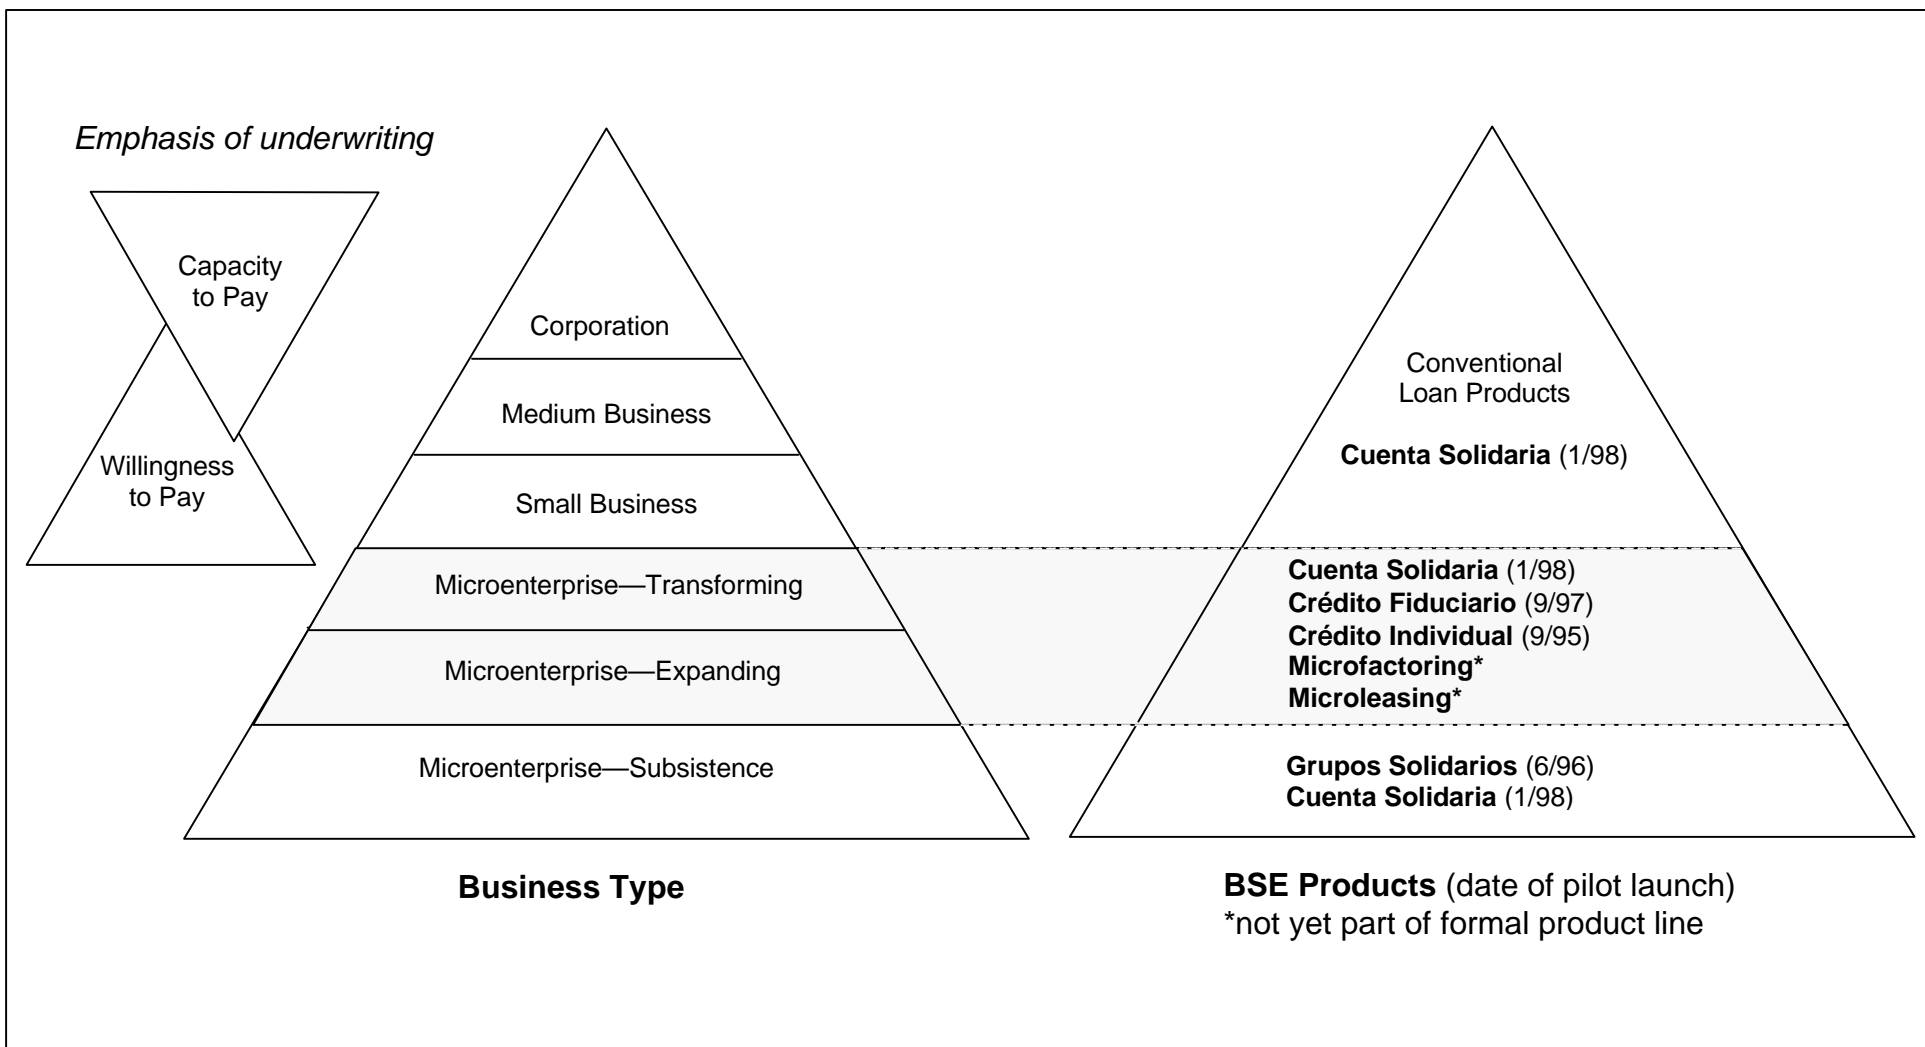 Emphasis of underwriting
Capacity
to Pay
Willingness
to Pay
Corporation
Medium Business
Small Business
Microenterprise—Transforming
Microenterprise—Expanding
Microenterprise—Subsistence
Business Type
Conventional
Loan Products
Cuenta Solidaria (1/98)
Cuenta Solidaria (1/98)
Crédito Fiduciario (9/97)
Crédito Individual (9/95)
Microfactoring*
Microleasing*
Grupos Solidarios (6/96)
Cuenta Solidaria (1/98)
BSE Products (date of pilot launch)
*not yet part of formal product line